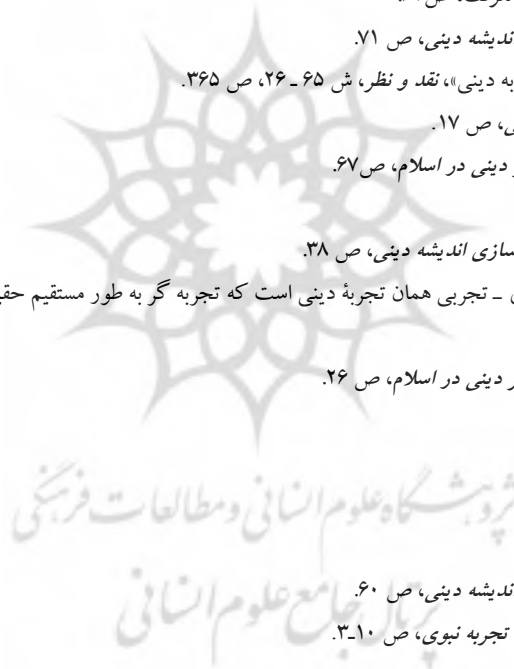 ندیشه دینی، ص ۷۱.
به دینی»، نقد و نظر، ش ۶۵ ـ ۲۶، ص ۳۶۵.
ی، ص ۱۷.
دینی در اسلام، ص۶۷.
سازی اندیشه دینی، ص ۳۸.
ـ تجربی همان تجربۀ دینی است که تجربه گر به طور مستقیم حقی
ر دینی در اسلام، ص ۲۶.
پژوهشگاه علوم انسانی و مطالعات فرهنگی
پرتال جامع علوم انسانی
ندیشه دینی، ص ۶۰.
تجربه نبوی، ص ۱۰ـ۳.